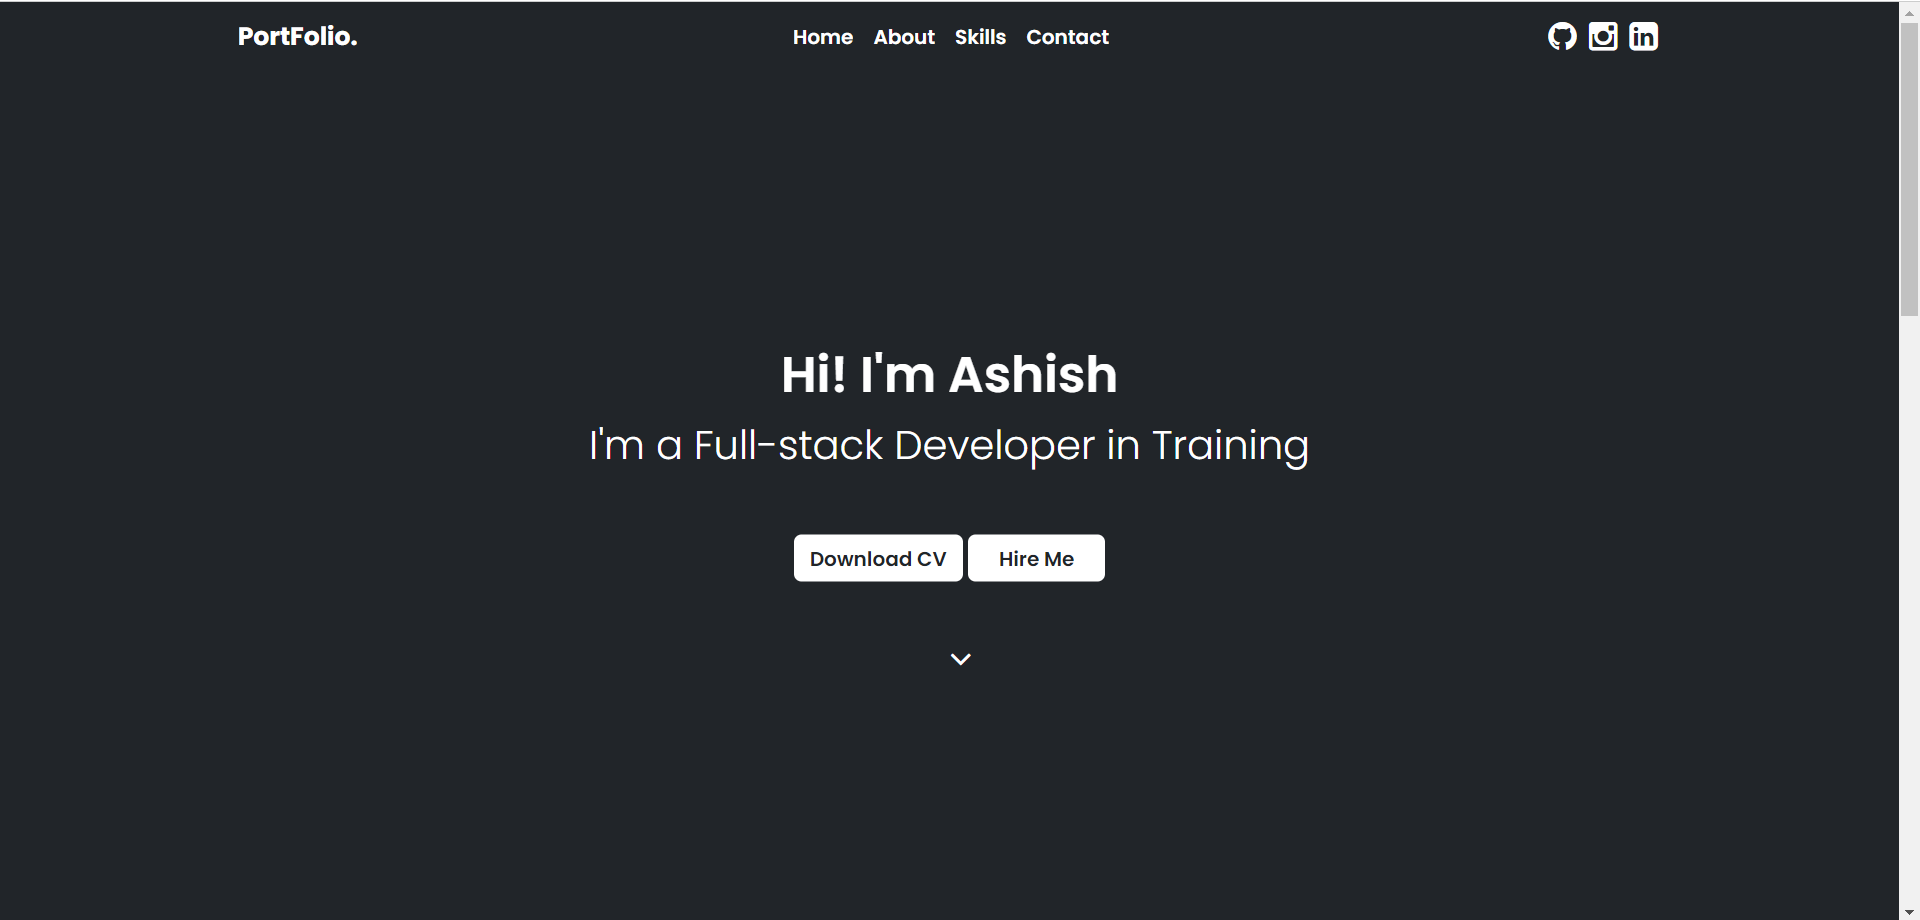 PortFolio.
Home About Skills Contact
Hi! I'm Ashish
I'm a Full-stack Developer in Training
Download CV Hire Me